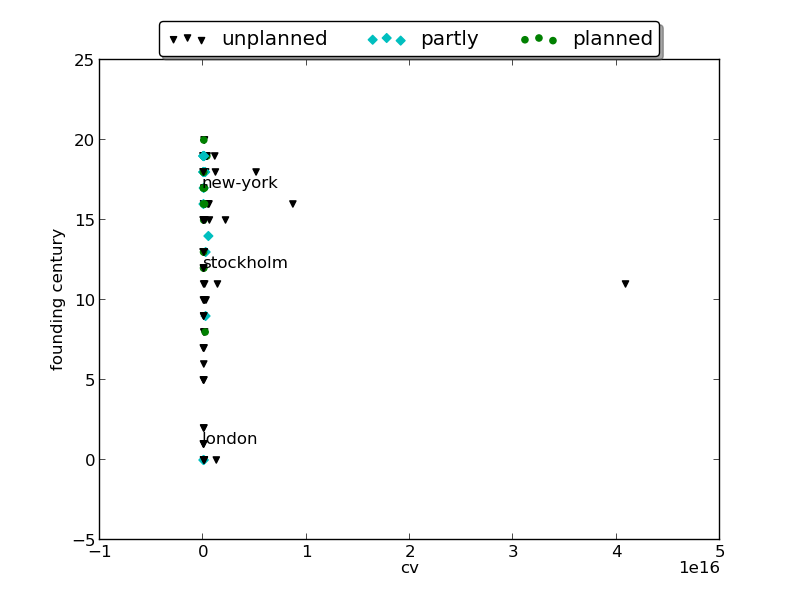 unplanned partly planned
25
20
15
10
5
0
−5
founding century
new-york
stockholm
london
−1 0 1 2 3 4 5
cv 1e16